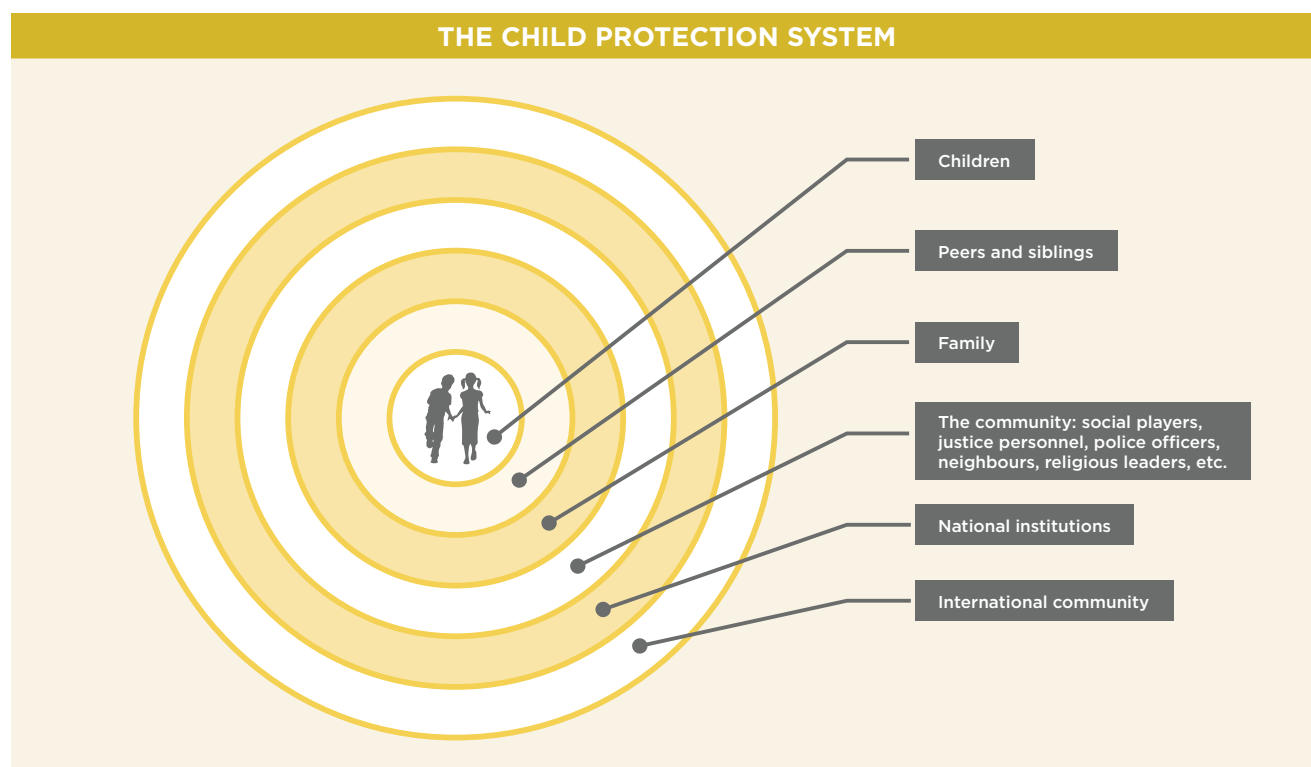 THE CHILD PROTECTION SYSTEM
Children
Peers and siblings
Family
The community: social players,
justice personnel, police officers,
neighbours, religious leaders, etc.
National institutions
International community